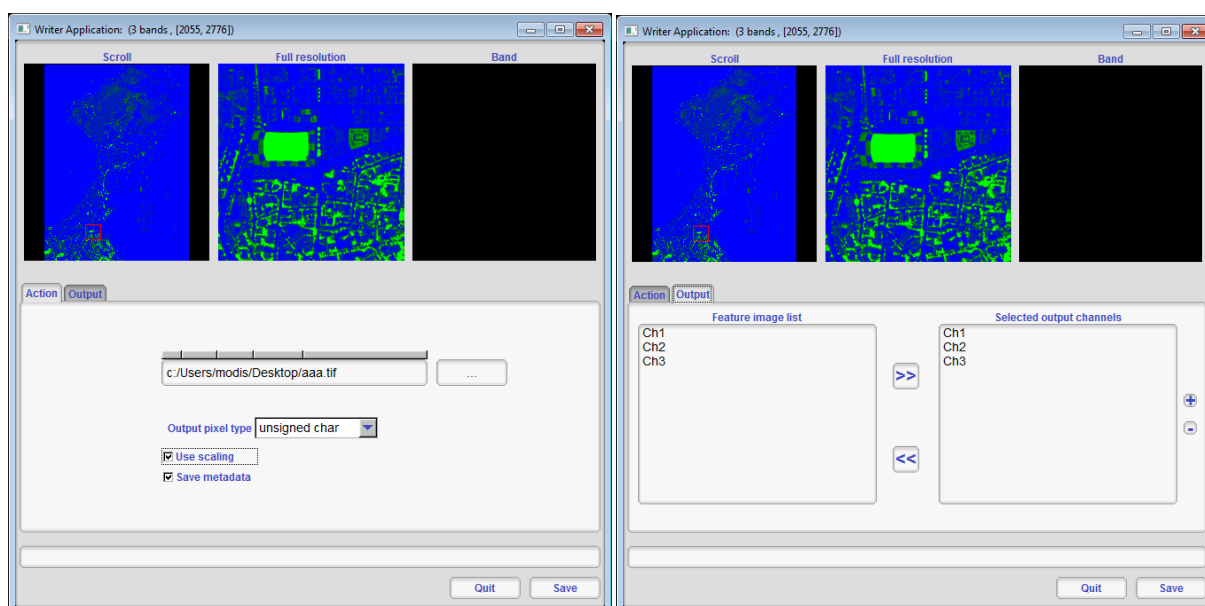 Writer Application: (3 bands , [2055, 2776])
Scroll
Full resolution
Band
Action
Output
c:/Users/modis/Desktop/aaa.tif
...
Output pixel type
unsigned char
Use scaling
Save metadata
Quit
Save
Writer Application: (3 bands , [2055, 2776])
Scroll
Full resolution
Band
Action
Output
Feature image list
Selected output channels
Ch1
Ch2
Ch3
>>
<<
Ch1
Ch2
Ch3
+
-
Quit
Save